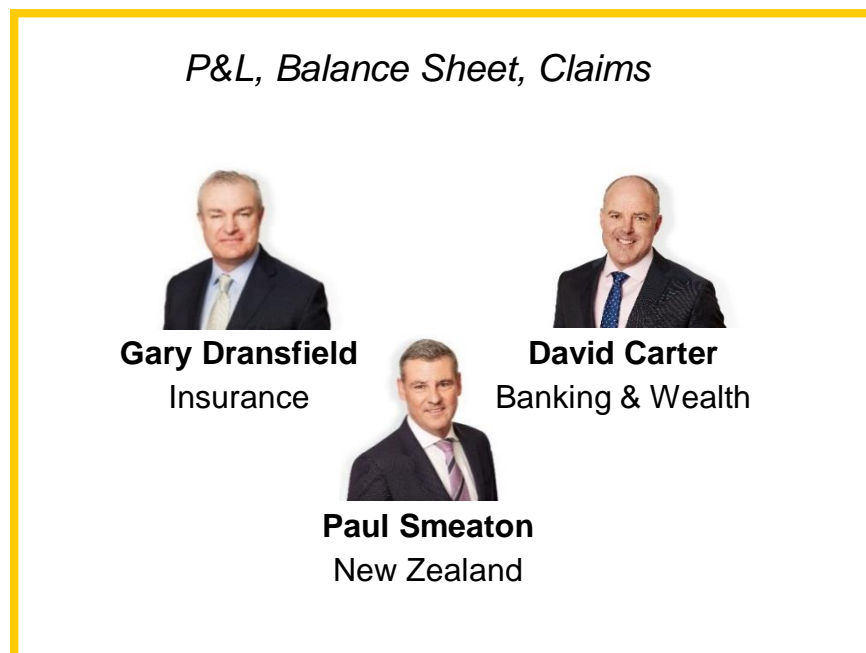 P&L, Balance Sheet, Claims
Gary Dransfield
Insurance
David Carter
Banking & Wealth
Paul Smeaton
New Zealand